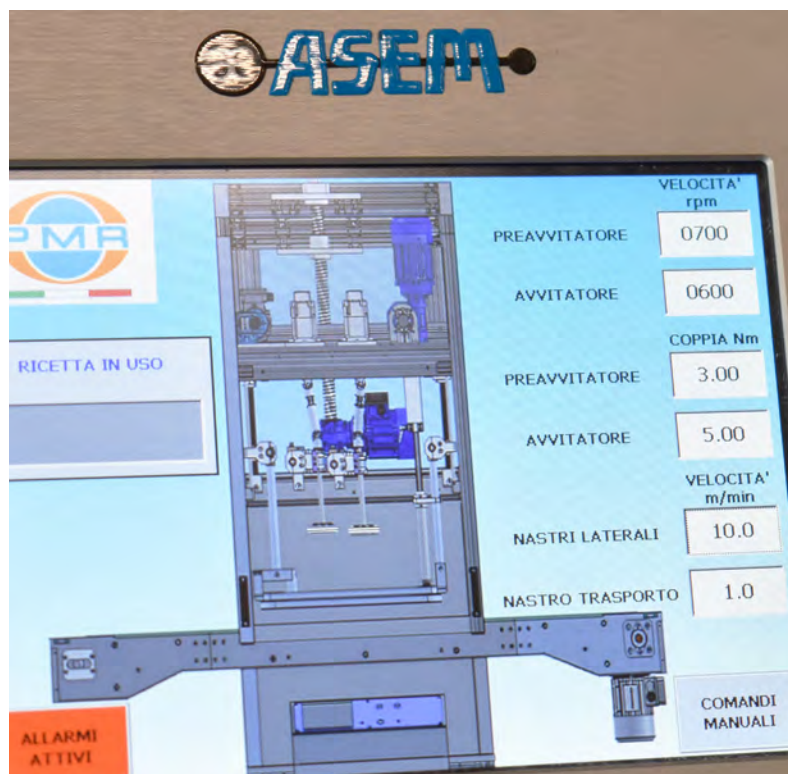 ASEM
PMR
VELOCITA'
rpm
PREAVVITATORE 0700
AVVITATORE 0600
COPPIA Nm
RICETTA IN USO
PREAVVITATORE 3.00
AVVITATORE 5.00
VELOCITA'
m/min
NASTRI LATERALI 10.0
NASTRO TRASPORTO 1.0
COMANDI
MANUALI
ALLARMI
ATTIVI